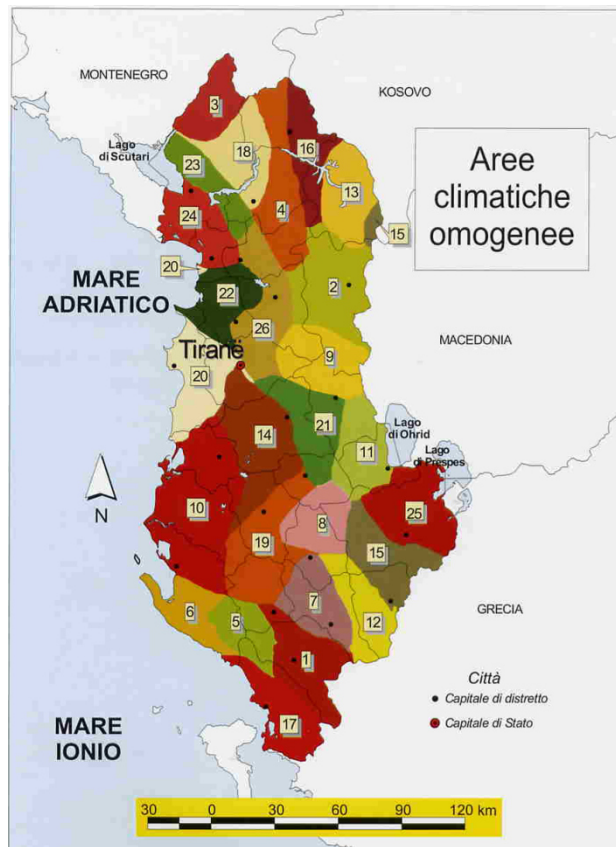 MONTENEGRO
KOSOVO
3
Lago
di Scutari
18
16
23
Aree
climatiche
omogenee
13
4
24
15
20
MARE
ADRIATICO
2
22
26
MACEDONIA
Tiranë
9
20
Lago
di Ohrid
21
14
Lago
di Prespes
11
N
10
25
8
19
15
7
6
5
12
GRECIA
1
Città
Capitale di distretto
17
Capitale di Stato
MARE
IONIO
30 0 30 60 90 120 km